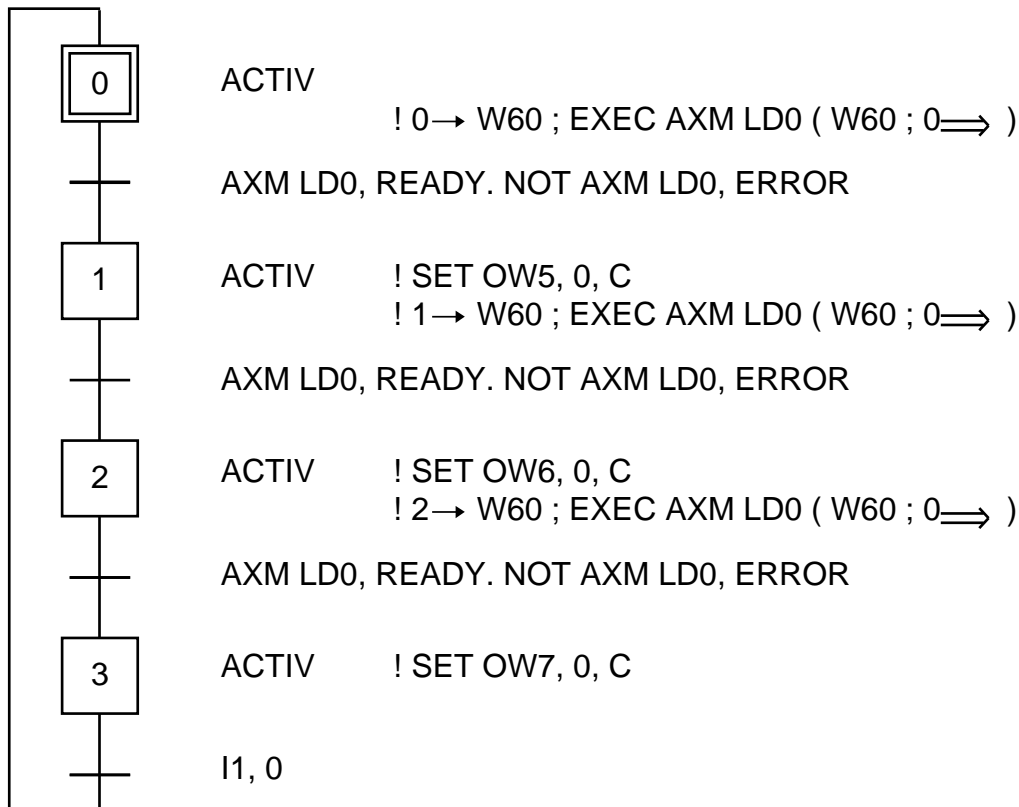 0 ACTIV
! 0→ W60 ; EXEC AXM LD0 ( W60 ; 0⟹ )
AXM LD0, READY. NOT AXM LD0, ERROR
1 ACTIV ! SET OW5, 0, C
! 1→ W60 ; EXEC AXM LD0 ( W60 ; 0⟹ )
AXM LD0, READY. NOT AXM LD0, ERROR
2 ACTIV ! SET OW6, 0, C
! 2→ W60 ; EXEC AXM LD0 ( W60 ; 0⟹ )
AXM LD0, READY. NOT AXM LD0, ERROR
3 ACTIV ! SET OW7, 0, C
I1, 0